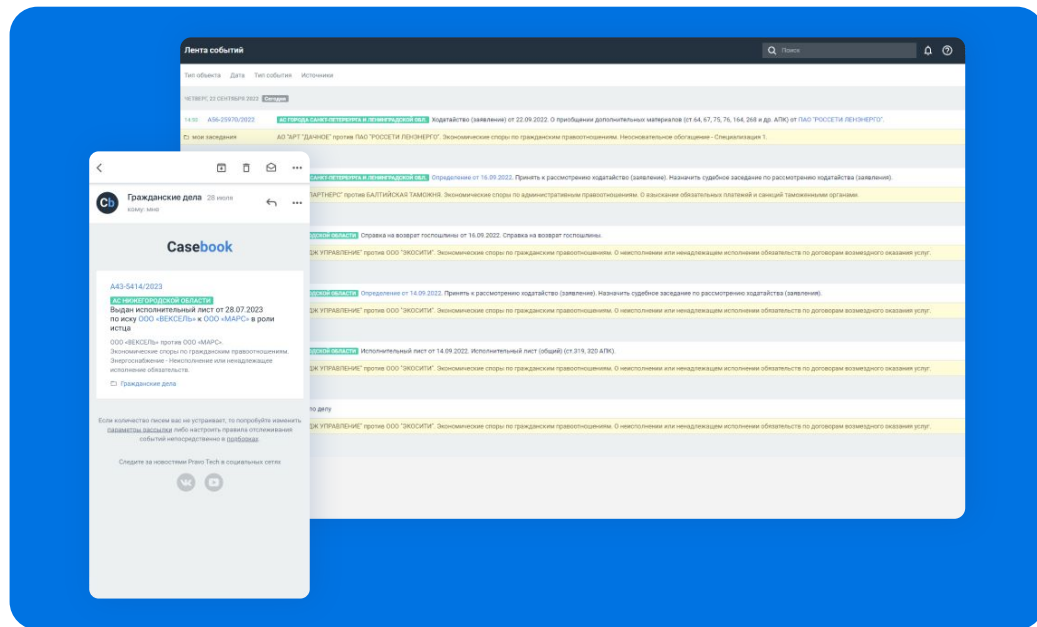 Лента событий
Поиск
Тип объекта Дата Тип события Источники
ЧЕТВЕРГ 22 СЕНТЯБРЯ 2022 Сегодня
14:50 А56-25970/2022 АС ГОРОДА САНКТ-ПЕТЕРБУРГА И ЛЕНИНГРАДСКОЙ ОБЛ. Ходатайство (заявление) от 22.09.2022. О приобщении дополнительных материалов (ст 64, 67, 75, 76, 164, 268 и др. АПК) от ПАО "РОССЕТИ ЛЕНЭНЕРГО".
мои заседания АО "АРТ "ДАЧНОЕ" против ПАО "РОССЕТИ ЛЕНЭНЕРГО". Экономические споры по гражданским правоотношениям. Неосновательное обогащение - Специализация 1.
САНКТ-ПЕТЕРБУРГА И ЛЕНИНГРАДСКОЙ ОБЛ. Определение от 16.09.2022. Принять к рассмотрению ходатайство (заявление). Назначить судебное заседание по рассмотрению ходатайства (заявления).
ПАРТНЕРС" против БАЛТИЙСКАЯ ТАМОЖНЯ. Экономические споры по административным правоотношениям. О взыскании обязательных платежей и санкций таможенными органами.
ОБЛАСТИ Справка на возврат госпошлины от 16.09.2022. Справка на возврат госпошлины.
УПРАВЛЕНИЕ" против ООО "ЭКОСИТИ". Экономические споры по гражданским правоотношениям. О неисполнении или ненадлежащем исполнении обязательств по договорам возмездного оказания услуг.
ОБЛАСТИ Определение от 14.09.2022. Принять к рассмотрению ходатайство (заявление). Назначить судебное заседание по рассмотрению ходатайства (заявления).
УПРАВЛЕНИЕ" против ООО "ЭКОСИТИ". Экономические споры по гражданским правоотношениям. О неисполнении или ненадлежащем исполнении обязательств по договорам возмездного оказания услуг.
ОБЛАСТИ Исполнительный лист от 14.09.2022. Исполнительный лист (общий) (ст.319, 320 АПК).
УПРАВЛЕНИЕ" против ООО "ЭКОСИТИ". Экономические споры по гражданским правоотношениям. О неисполнении или ненадлежащем исполнении обязательств по договорам возмездного оказания услуг.
по делу
УПРАВЛЕНИЕ" против ООО "ЭКОСИТИ". Экономические споры по гражданским правоотношениям. О неисполнении или ненадлежащем исполнении обязательств по договорам возмездного оказания услуг.
Cb
Гражданские дела 28 июля
кому: мне
Casebook
А43-5414/2023
АС НИЖЕГОРОДСКОЙ ОБЛАСТИ
Выдан исполнительный лист от 28.07.2023
по иску ООО «ВЕКСЕЛЬ» к ООО «МАРС» в роли
истца
ООО «ВЕКСЕЛЬ» против ООО «МАРС».
Экономические споры по гражданским правоотношениям.
Энергоснабжение - Неисполнение или ненадлежащее
исполнение обязательств.
Гражданские дела
Если количество писем вас не устраивает, то попробуйте изменить
параметры рассылки либо настроить правила отслеживания
событий непосредственно в подборках.
Следите за новостями Pravo Tech в социальных сетях